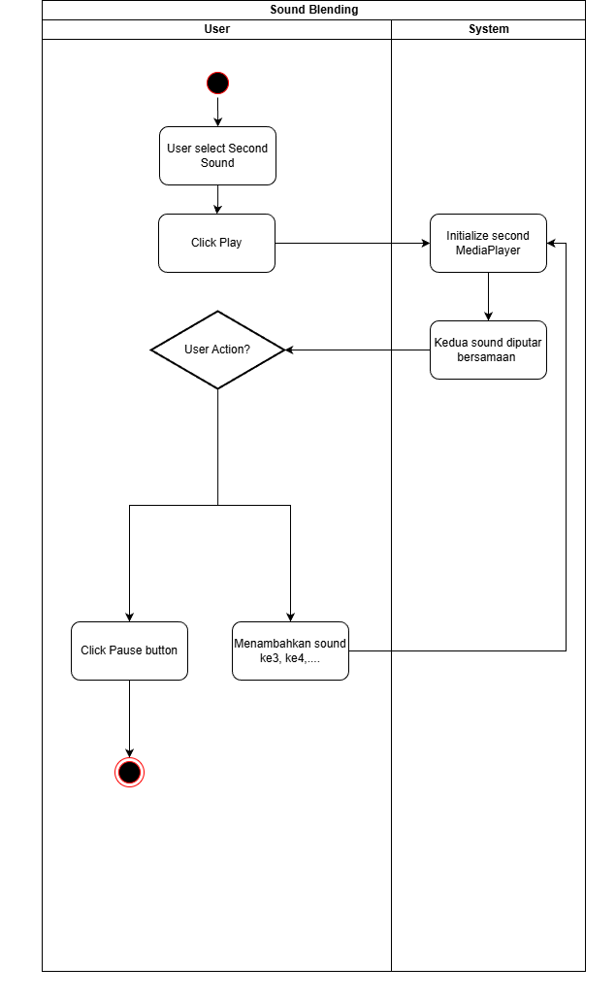 Sound Blending
User
System
User select Second
Sound
Click Play
Initialize second
MediaPlayer
User Action?
Kedua sound diputar
bersamaan
Click Pause button
Menambahkan sound
ke3, ke4,....